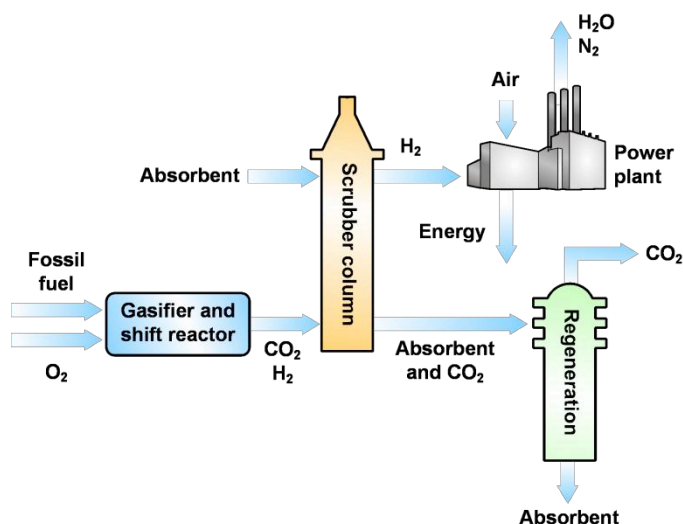 H₂O
N₂
Air
Power
plant
H₂
Absorbent
Scrubber column
Energy
CO₂
Fossil
fuel
O₂
Gasifier and
shift reactor
CO₂
H₂
Absorbent
and CO₂
Regeneration
Absorbent